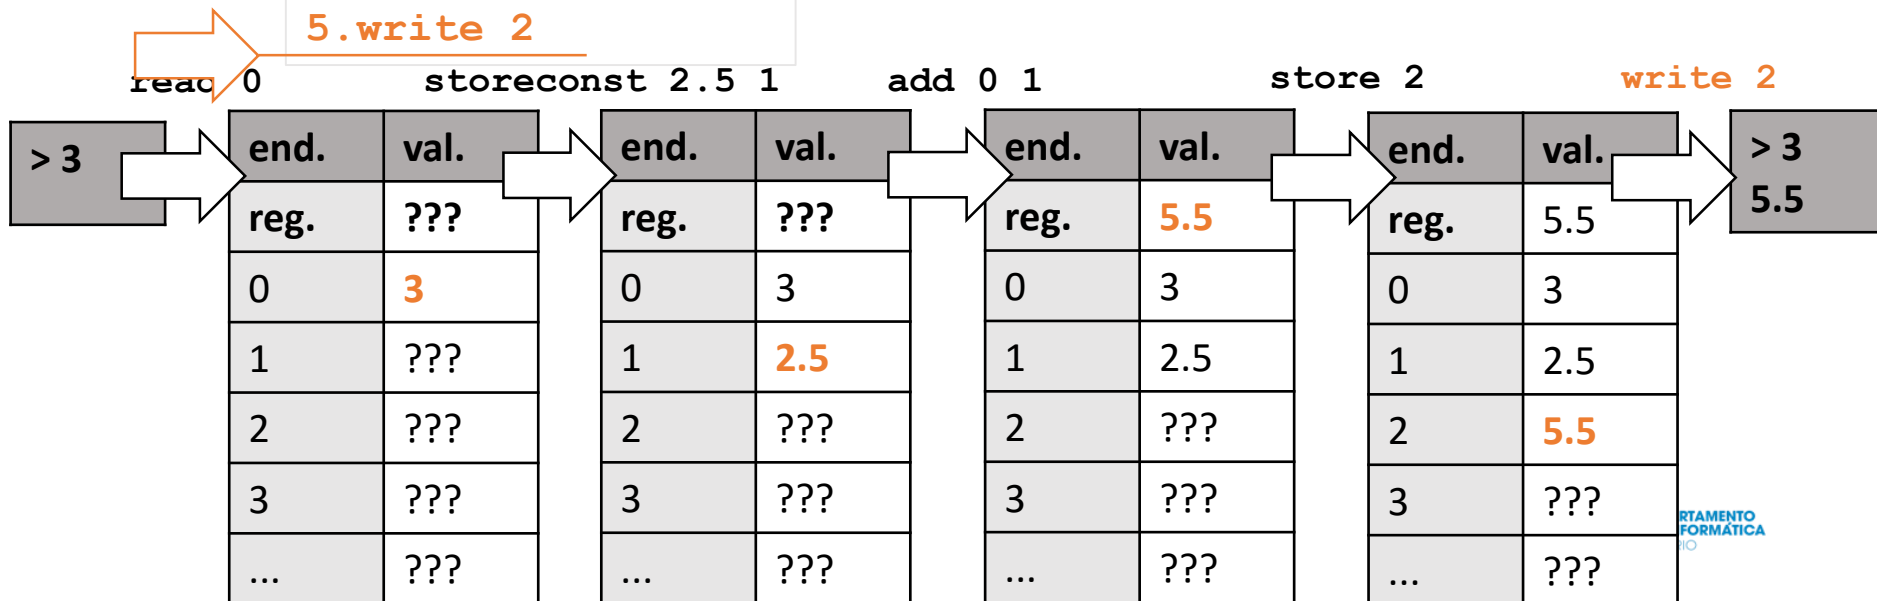 5.write 2
read 0 storeconst 2.5 1 add 0 1 store 2 write 2
> 3 end. val. end. val. end. val. end. val. > 3
reg. ??? reg. ??? reg. 5.5 reg. 5.5 5.5
0 3 0 3 0 3 0 3
1 ??? 1 2.5 1 2.5 1 2.5
2 ??? 2 ??? 2 ??? 2 5.5
3 ??? 3 ??? 3 ??? 3 ???
RTAMENTO
FORMÁTICA
... ??? ... ??? ... ??? ... ???